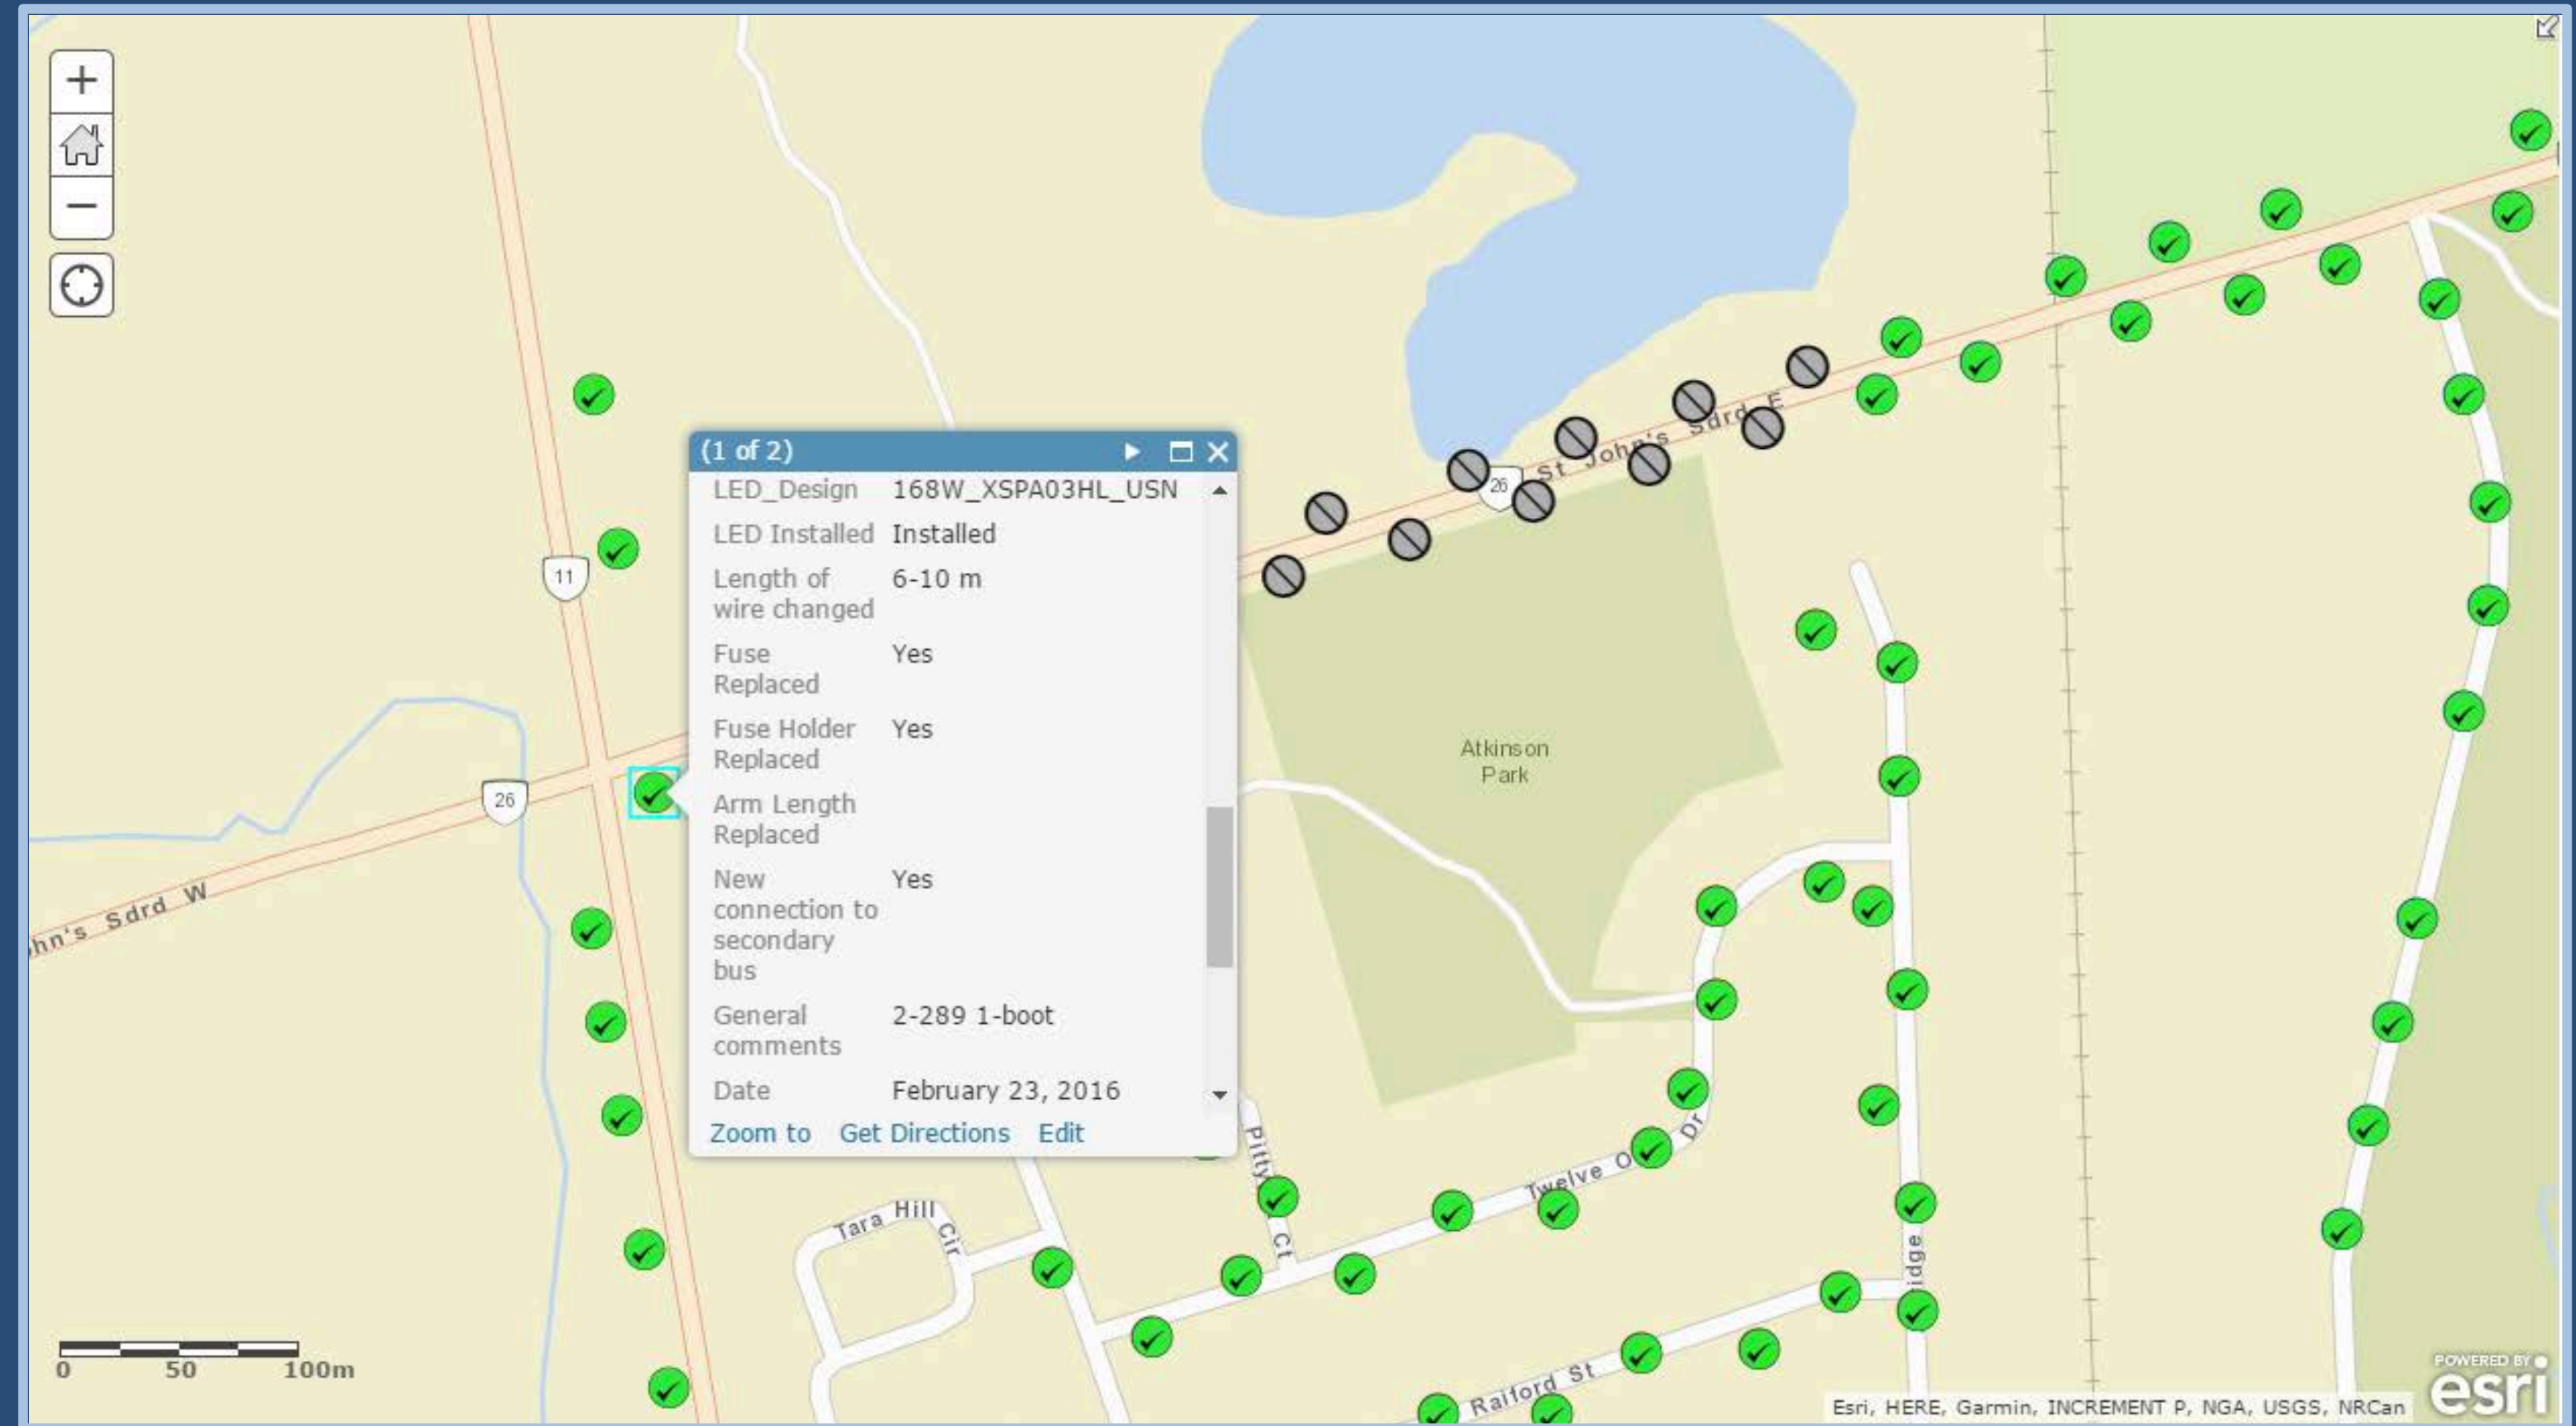 +
−
(1 of 2)
LED_Design 168W_XSPA03HL_USN
LED Installed Installed
Length of 6-10 m
wire changed
Fuse Yes
Replaced
Fuse Holder Yes
Replaced
Arm Length
Replaced
New Yes
connection to
secondary
bus
General 2-289 1-boot
comments
Date February 23, 2016
Zoom to Get Directions Edit
11
26
26
St John's Sdrd E
hn's Sdrd W
Atkinson
Park
Pitty
Ct
Twelve O
Dr
Tara Hill
Cir
idge
Raiford St
0 50 100m
POWERED BY
esri
Esri, HERE, Garmin, INCREMENT P, NGA, USGS, NRCan